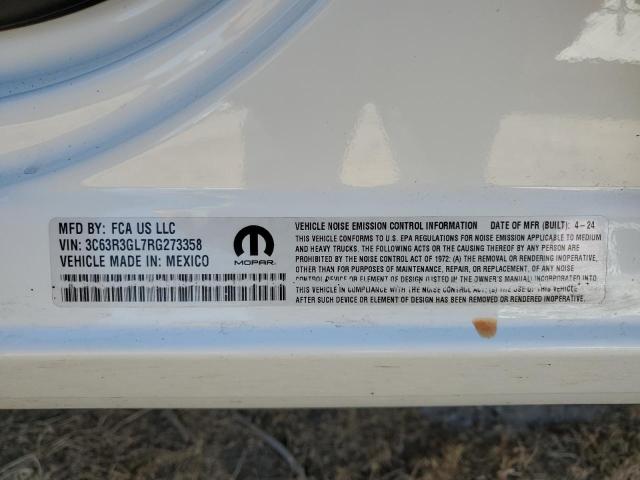 MFD BY: FCA US LLC
VIN: 3C63R3GL7RG273358
VEHICLE MADE IN: MEXICO
MOPAR
VEHICLE NOISE EMISSION CONTROL INFORMATION DATE OF MFR (BUILT): 4-24
THIS VEHICLE CONFORMS TO U.S. EPA REGULATIONS FOR NOISE EMISSION APPLICABLE TO MEDIUM
AND HEAVY TRUCKS. THE FOLLOWING ACTS OR THE CAUSING THEREOF BY ANY PERSON ARE
PROHIBITED BY THE NOISE CONTROL ACT OF 1972: (A) THE REMOVAL OR RENDERING INOPERATIVE,
OTHER THAN FOR PURPOSES OF MAINTENANCE, REPAIR, OR REPLACEMENT, OF ANY NOISE
CONTROL DEVICE OR ELEMENT OF DESIGN (LISTED IN THE OWNER'S MANUAL) INCORPORATED INTO
THIS VEHICLE IN COMPLIANCE WITH THE NOISE CONTROL ACT; (B) THE USE OF THIS VEHICLE
AFTER SUCH DEVICE OR ELEMENT OF DESIGN HAS BEEN REMOVED OR RENDERED INOPERATIVE.